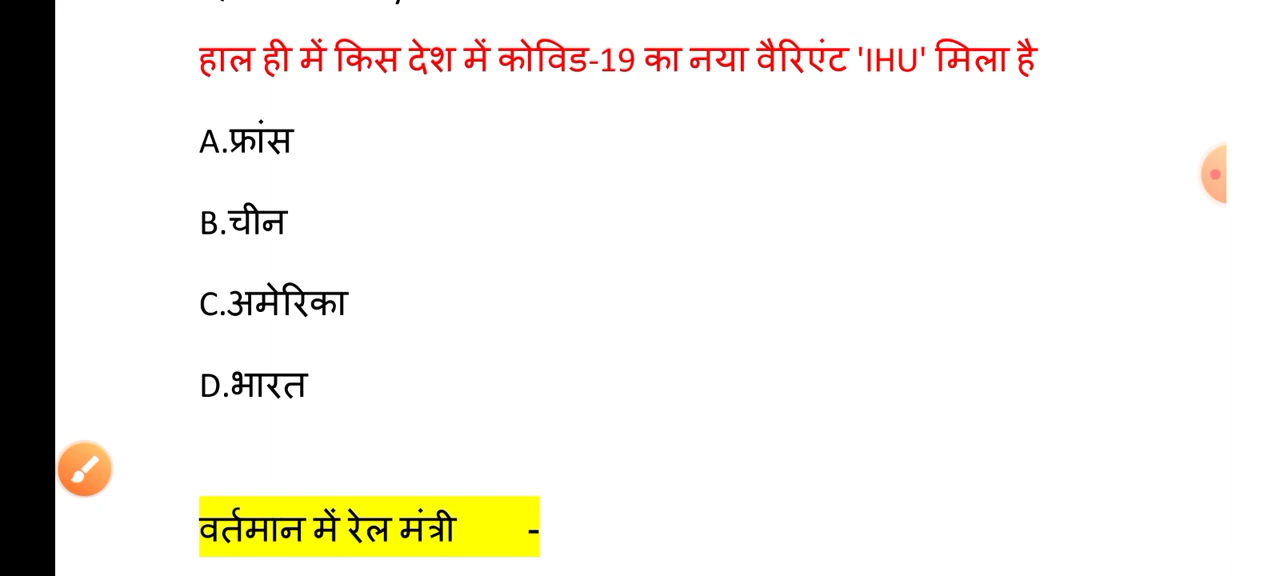 हाल ही में किस देश में कोविड-19 का नया वैरिएंट 'IHU' मिला है
A.फ्रांस
B.चीन
C.अमेरिका
D.भारत
वर्तमान में रेल मंत्री -